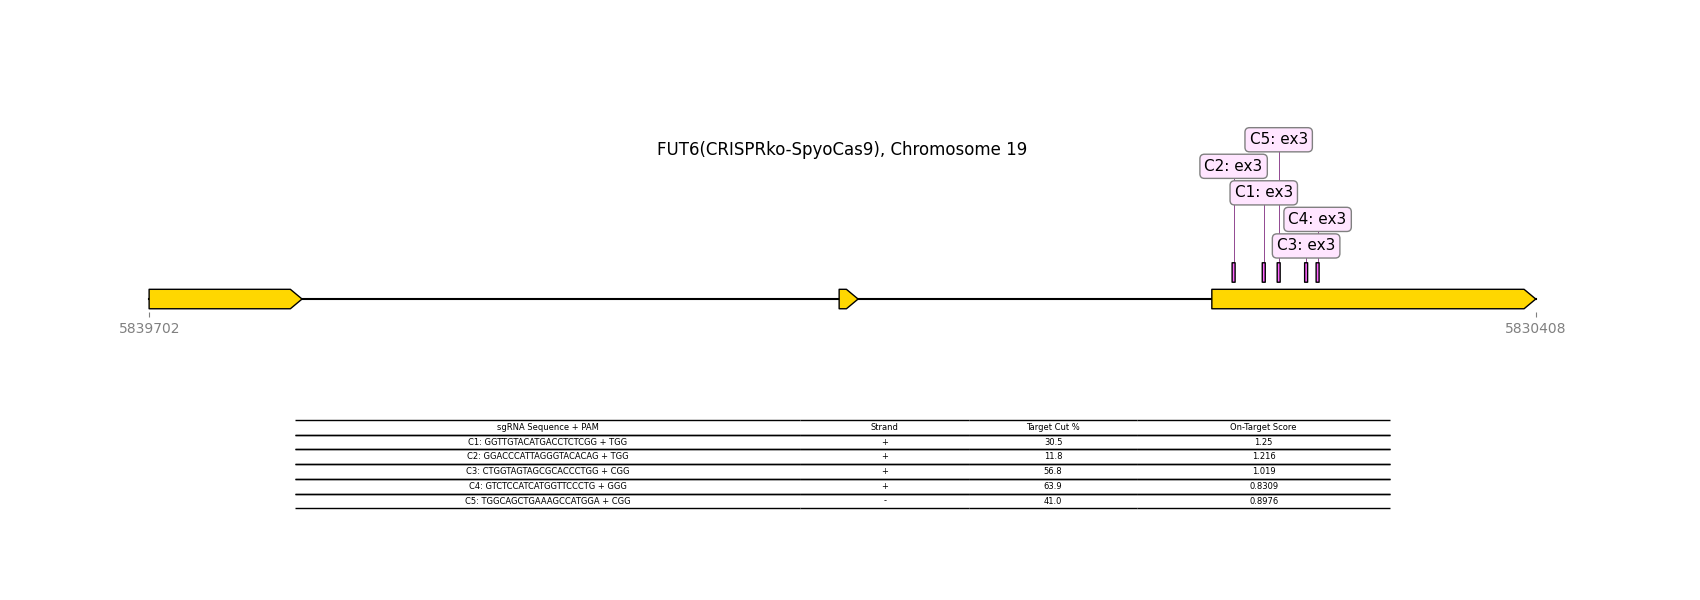 C5: ex3
FUT6(CRISPRko-SpyoCas9), Chromosome 19
C2: ex3
C1: ex3
C4: ex3
C3: ex3
5839702
5830408
sgRNA Sequence + PAM Strand Target Cut % On-Target Score
C1: GGTTGTACATGACCTCTCGG + TGG + 30.5 1.25
C2: GGACCCATTAGGGTACACAG + TGG + 11.8 1.216
C3: CTGGTAGTAGCGCACCCTGG + CGG + 56.8 1.019
C4: GTCTCCATCATGGTTCCCTG + GGG + 63.9 0.8309
C5: TGGCAGCTGAAAGCCATGGA + CGG - 41.0 0.8976